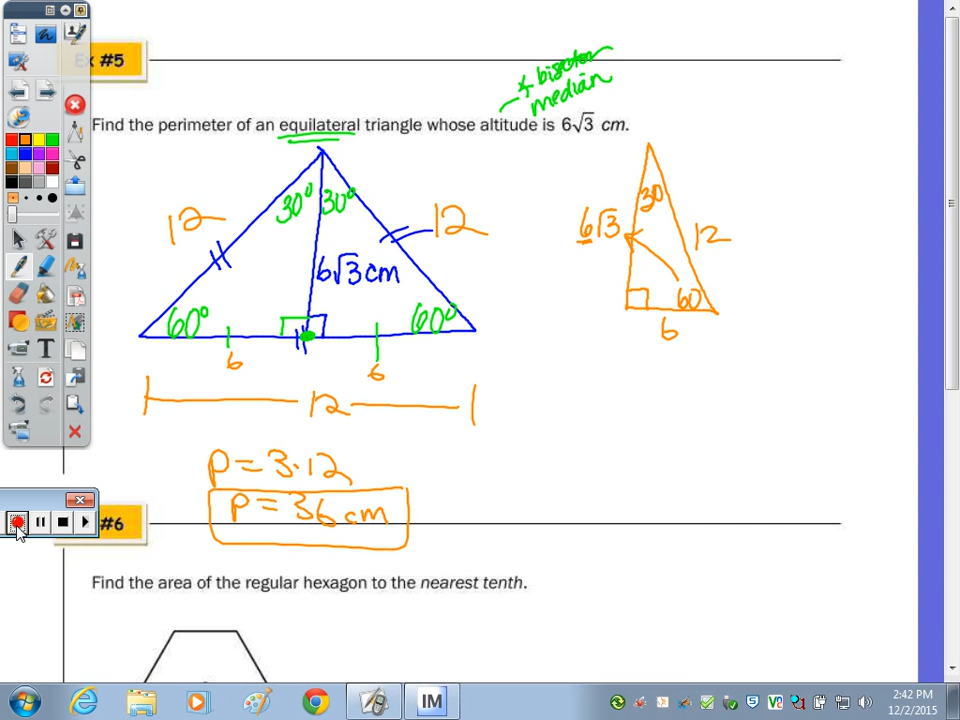 Ex #5
∡ bisector
median
Find the perimeter of an equilateral triangle whose altitude is 6√3 cm.
30° 30°
30
12
12
6√3
12
6√3 cm
60°
60°
60
6
6
6
12
P = 3·12
P = 36 cm
#6
Find the area of the regular hexagon to the nearest tenth.
IM
2:42 PM
12/2/2015